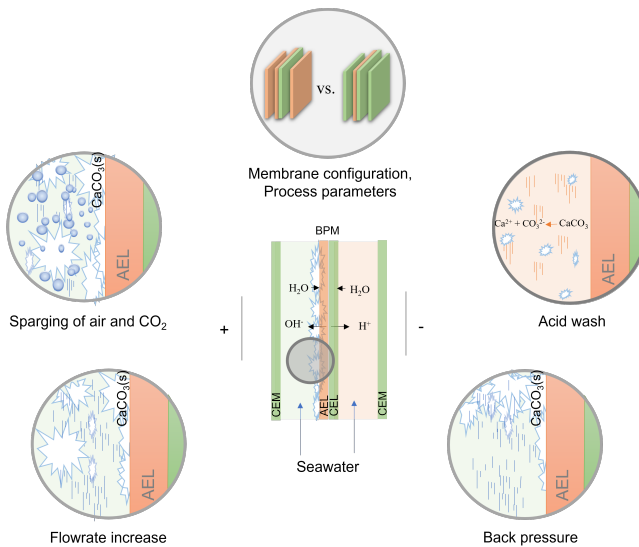 vs.
Membrane configuration,
Process parameters
CaCO₃(s)
AEL
Sparging of air and CO₂
Ca²⁺ + CO₃²⁻ CaCO₃
AEL
Acid wash
BPM
H₂O
H₂O
OH⁻
H⁺
+
-
CEM
AEL
CEL
CEM
Seawater
CaCO₃(s)
AEL
Flowrate increase
CaCO₃(s)
AEL
Back pressure